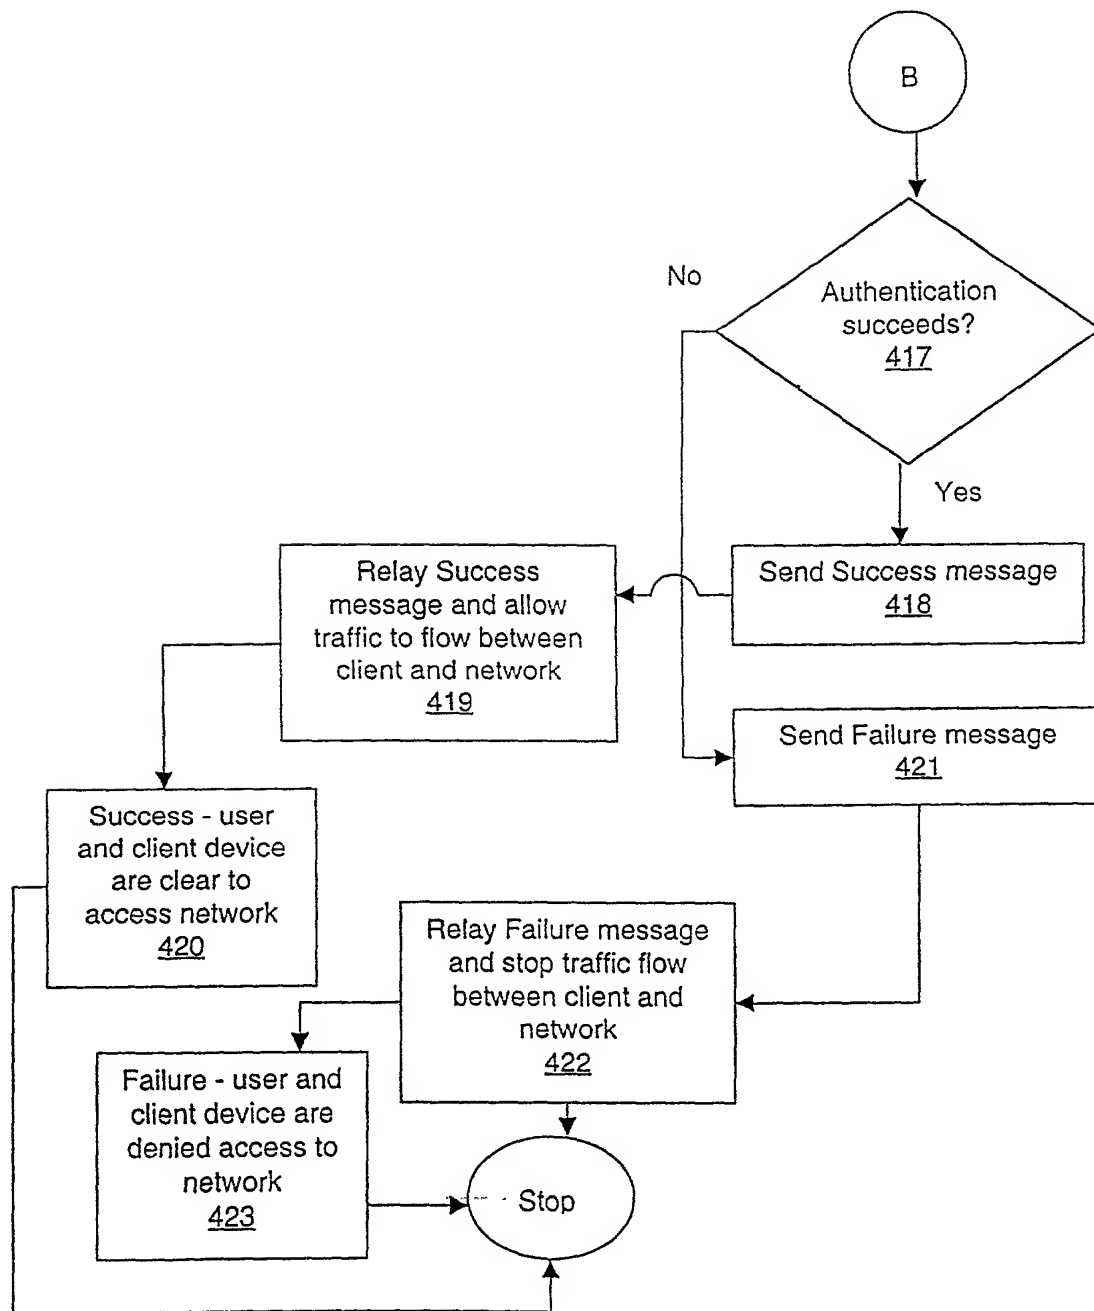 B
No
Authentication
succeeds?
417
Yes
Send Success message
418
Relay Success
message and allow
traffic to flow between
client and network
419
Send Failure message
421
Success - user
and client device
are clear to
access network
420
Relay Failure message
and stop traffic flow
between client and
network
422
Failure - user and
client device are
denied access to
network
423
Stop